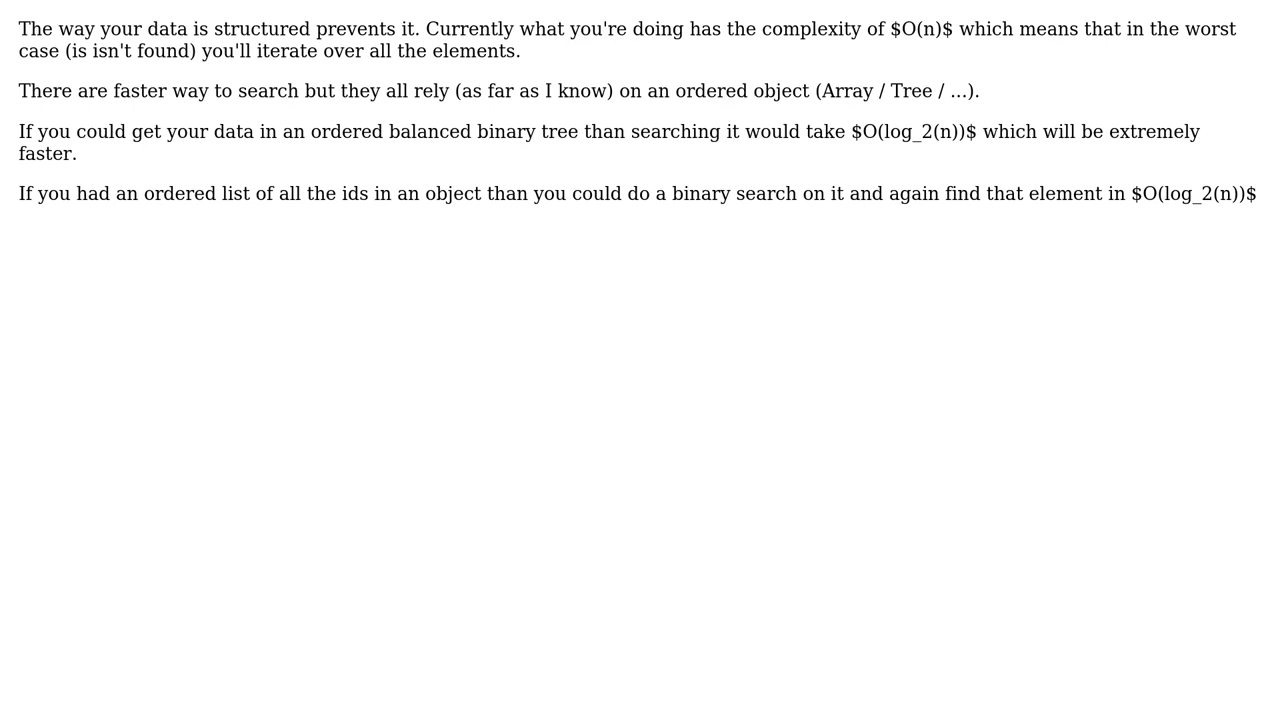 The way your data is structured prevents it. Currently what you're doing has the complexity of $O(n)$ which means that in the worst
case (is isn't found) you'll iterate over all the elements.
There are faster way to search but they all rely (as far as I know) on an ordered object (Array / Tree / ...).
If you could get your data in an ordered balanced binary tree than searching it would take $O(log_2(n))$ which will be extremely
faster.
If you had an ordered list of all the ids in an object than you could do a binary search on it and again find that element in $O(log_2(n))$